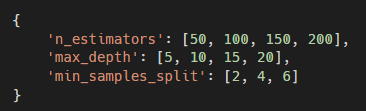 {
    'n_estimators': [50, 100, 150, 200],
    'max_depth': [5, 10, 15, 20],
    'min_samples_split': [2, 4, 6]
}